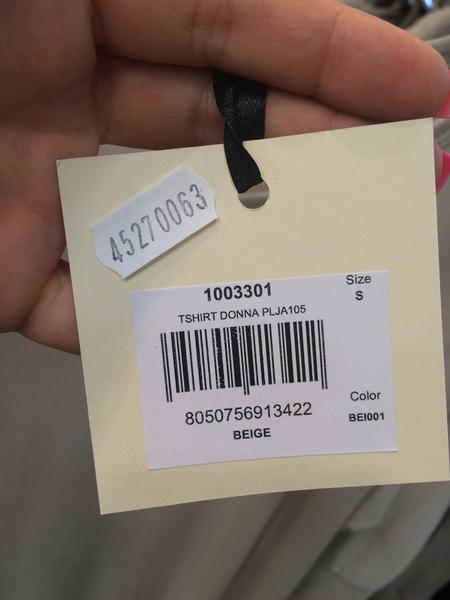 45270063
1003301
Size
S
TSHIRT DONNA PLJA105
8050756913422
Color
BEIGE
BEI001